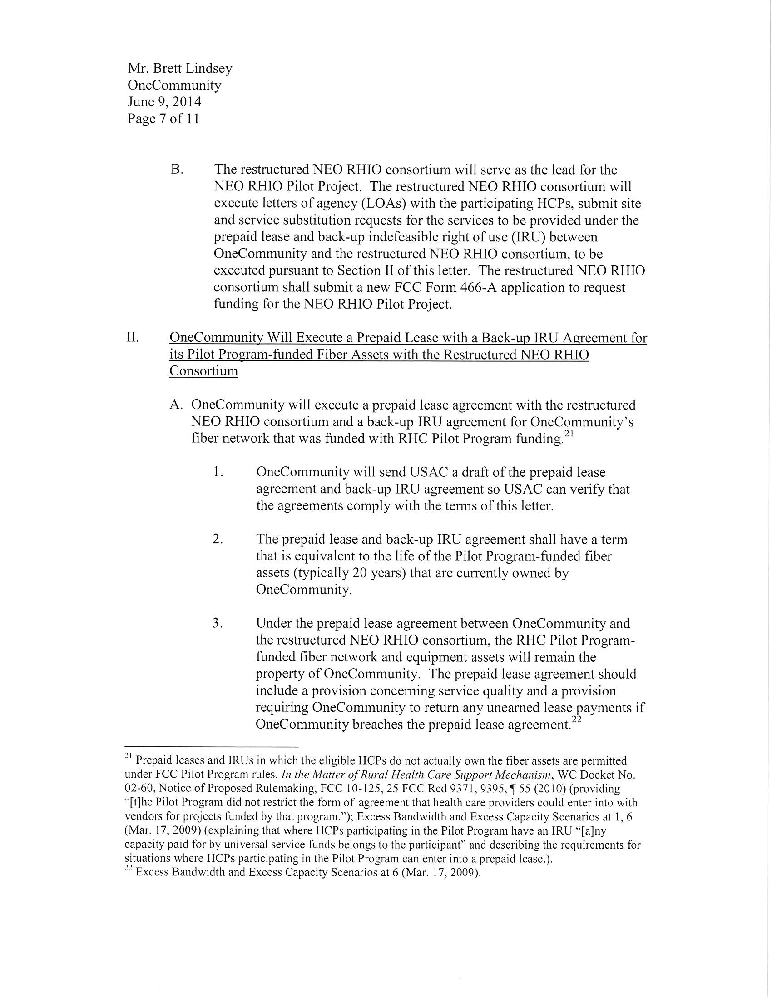 Mr. Brett Lindsey
OneCommunity
June 9, 2014
Page 7 of 11
B. The restructured NEO RHIO consortium will serve as the lead for the
NEO RHIO Pilot Project. The restructured NEO RHIO consortium will
execute letters of agency (LOAs) with the participating HCPs, submit site
and service substitution requests for the services to be provided under the
prepaid lease and back-up indefeasible right of use (IRU) between
OneCommunity and the restructured NEO RHIO consortium, to be
executed pursuant to Section II of this letter. The restructured NEO RHIO
consortium shall submit a new FCC Form 466-A application to request
funding for the NEO RHIO Pilot Project.
II. OneCommunity Will Execute a Prepaid Lease with a Back-up IRU Agreement for
its Pilot Program-funded Fiber Assets with the Restructured NEO RHIO
Consortium
A. OneCommunity will execute a prepaid lease agreement with the restructured
NEO RHIO consortium and a back-up IRU agreement for OneCommunity's
fiber network that was funded with RHC Pilot Program funding.21
1. OneCommunity will send USAC a draft of the prepaid lease
agreement and back-up IRU agreement so USAC can verify that
the agreements comply with the terms of this letter.
2. The prepaid lease and back-up IRU agreement shall have a term
that is equivalent to the life of the Pilot Program-funded fiber
assets (typically 20 years) that are currently owned by
OneCommunity.
3. Under the prepaid lease agreement between OneCommunity and
the restructured NEO RHIO consortium, the RHC Pilot Program-
funded fiber network and equipment assets will remain the
property of OneCommunity. The prepaid lease agreement should
include a provision concerning service quality and a provision
requiring OneCommunity to return any unearned lease payments if
OneCommunity breaches the prepaid lease agreement.22
21 Prepaid leases and IRUs in which the eligible HCPs do not actually own the fiber assets are permitted
under FCC Pilot Program rules. In the Matter of Rural Health Care Support Mechanism, WC Docket No.
02-60, Notice of Proposed Rulemaking, FCC 10-125, 25 FCC Rcd 9371, 9395, ¶ 55 (2010) (providing
"[t]he Pilot Program did not restrict the form of agreement that health care providers could enter into with
vendors for projects funded by that program."); Excess Bandwidth and Excess Capacity Scenarios at 1, 6
(Mar. 17, 2009) (explaining that where HCPs participating in the Pilot Program have an IRU "[a]ny
capacity paid for by universal service funds belongs to the participant" and describing the requirements for
situations where HCPs participating in the Pilot Program can enter into a prepaid lease.).
22 Excess Bandwidth and Excess Capacity Scenarios at 6 (Mar. 17, 2009).